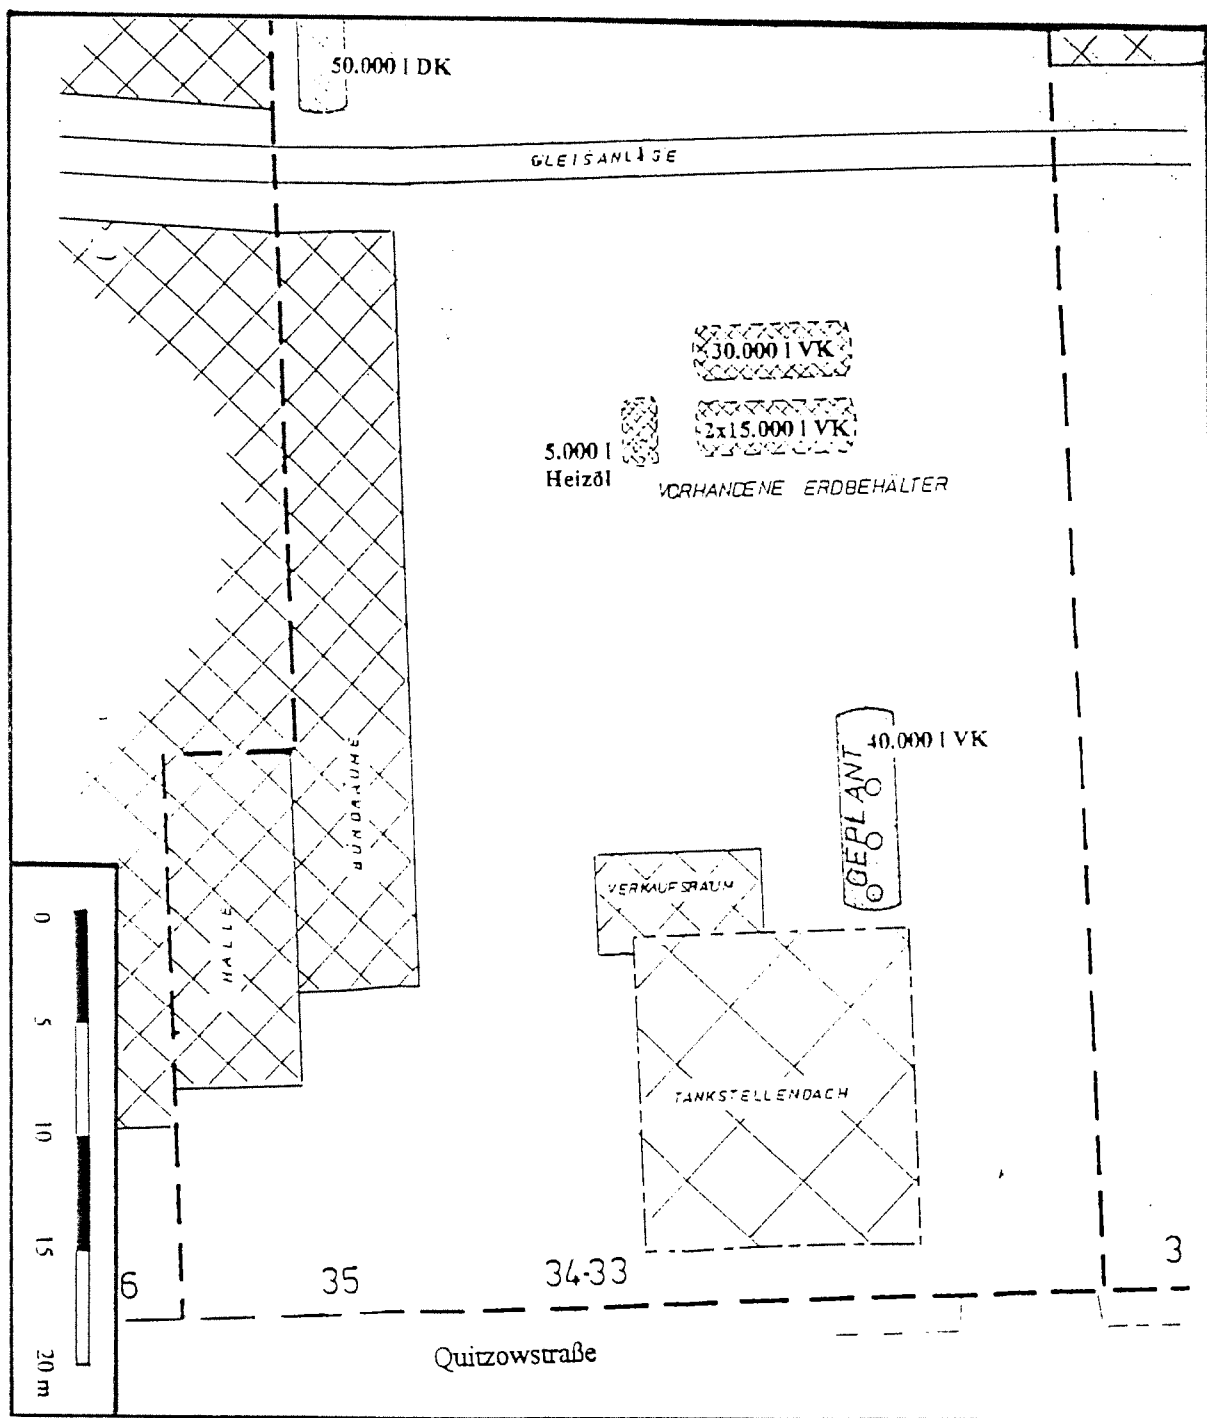 50.000 l DK
GLEISANLAGE
30.000 l VK
2x15.000 l VK
5.000 l
Heizöl
VORHANDENE ERDBEHÄLTER
40.000 l VK
GEPLANT
VERKAUFSRAUM
HALLE
TANKSTELLENDACH
0
5
10
15
20 m
6
35
34-33
3
Quitzowstraße